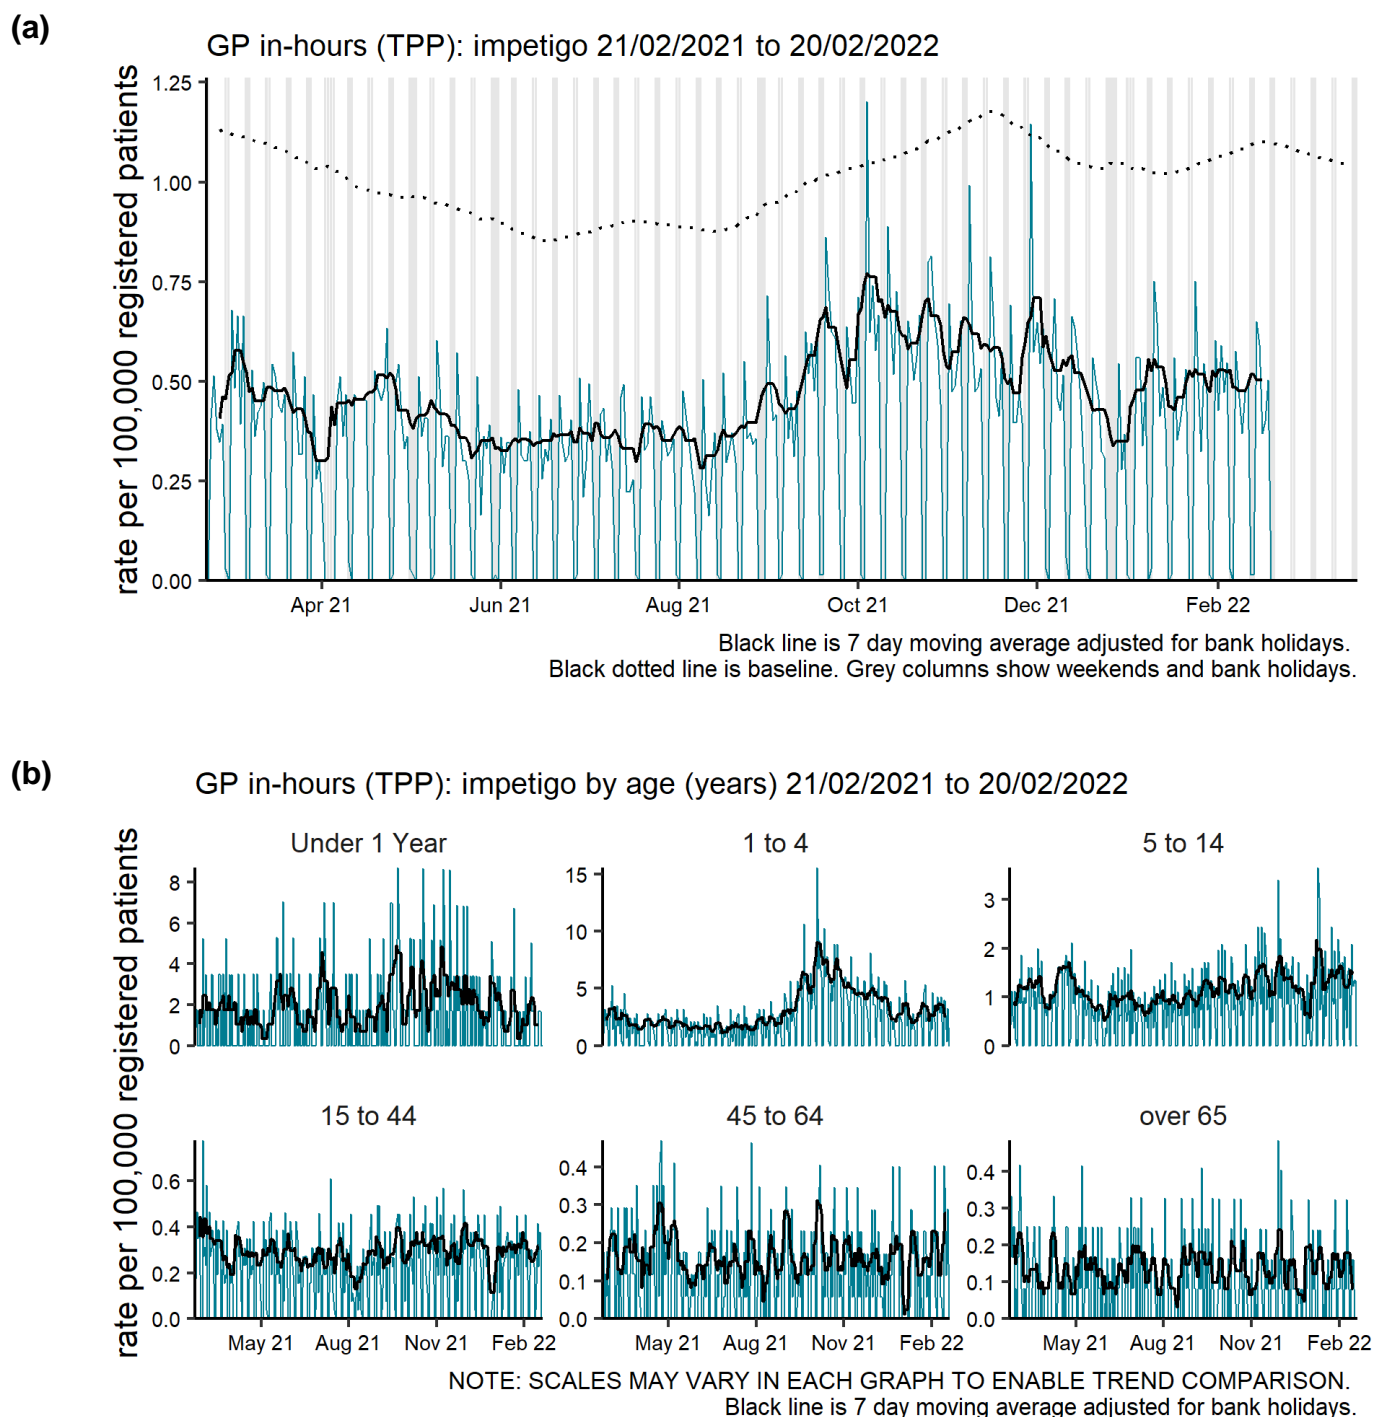 (a)
GP in-hours (TPP): impetigo 21/02/2021 to 20/02/2022
rate per 100,000 registered patients
1.25
1.00
0.75
0.50
0.25
0.00
Apr 21 Jun 21 Aug 21 Oct 21 Dec 21 Feb 22
Black line is 7 day moving average adjusted for bank holidays.
Black dotted line is baseline. Grey columns show weekends and bank holidays.
(b)
GP in-hours (TPP): impetigo by age (years) 21/02/2021 to 20/02/2022
rate per 100,000 registered patients
Under 1 Year
8
6
4
2
0
1 to 4
15
10
5
0
5 to 14
3
2
1
0
15 to 44
0.6
0.4
0.2
0.0
May 21 Aug 21 Nov 21 Feb 22
45 to 64
0.4
0.3
0.2
0.1
0.0
May 21 Aug 21 Nov 21 Feb 22
over 65
0.4
0.3
0.2
0.1
0.0
May 21 Aug 21 Nov 21 Feb 22
NOTE: SCALES MAY VARY IN EACH GRAPH TO ENABLE TREND COMPARISON.
Black line is 7 day moving average adjusted for bank holidays.